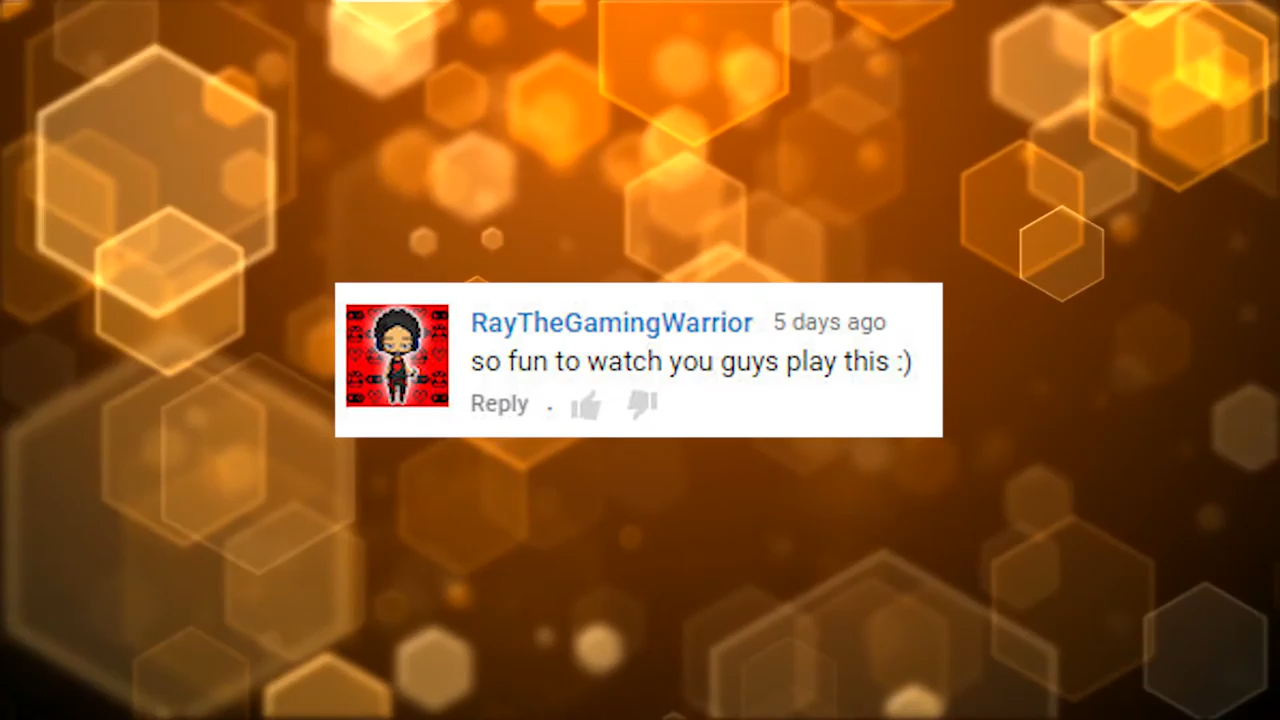 RayTheGamingWarrior 5 days ago
so fun to watch you guys play this :)
Reply .